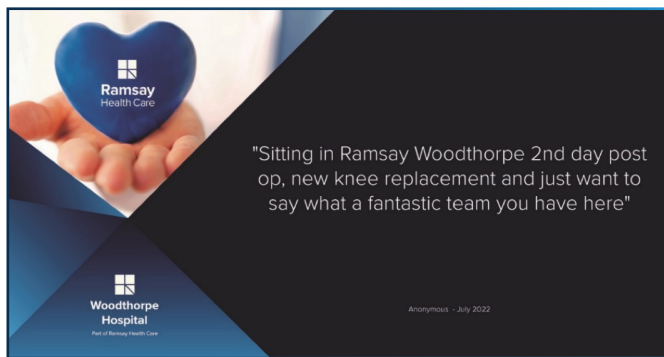 Ramsay
Health Care
"Sitting in Ramsay Woodthorpe 2nd day post
op, new knee replacement and just want to
say what a fantastic team you have here"
Woodthorpe
Hospital
Part of Ramsay Health Care
Anonymous - July 2022